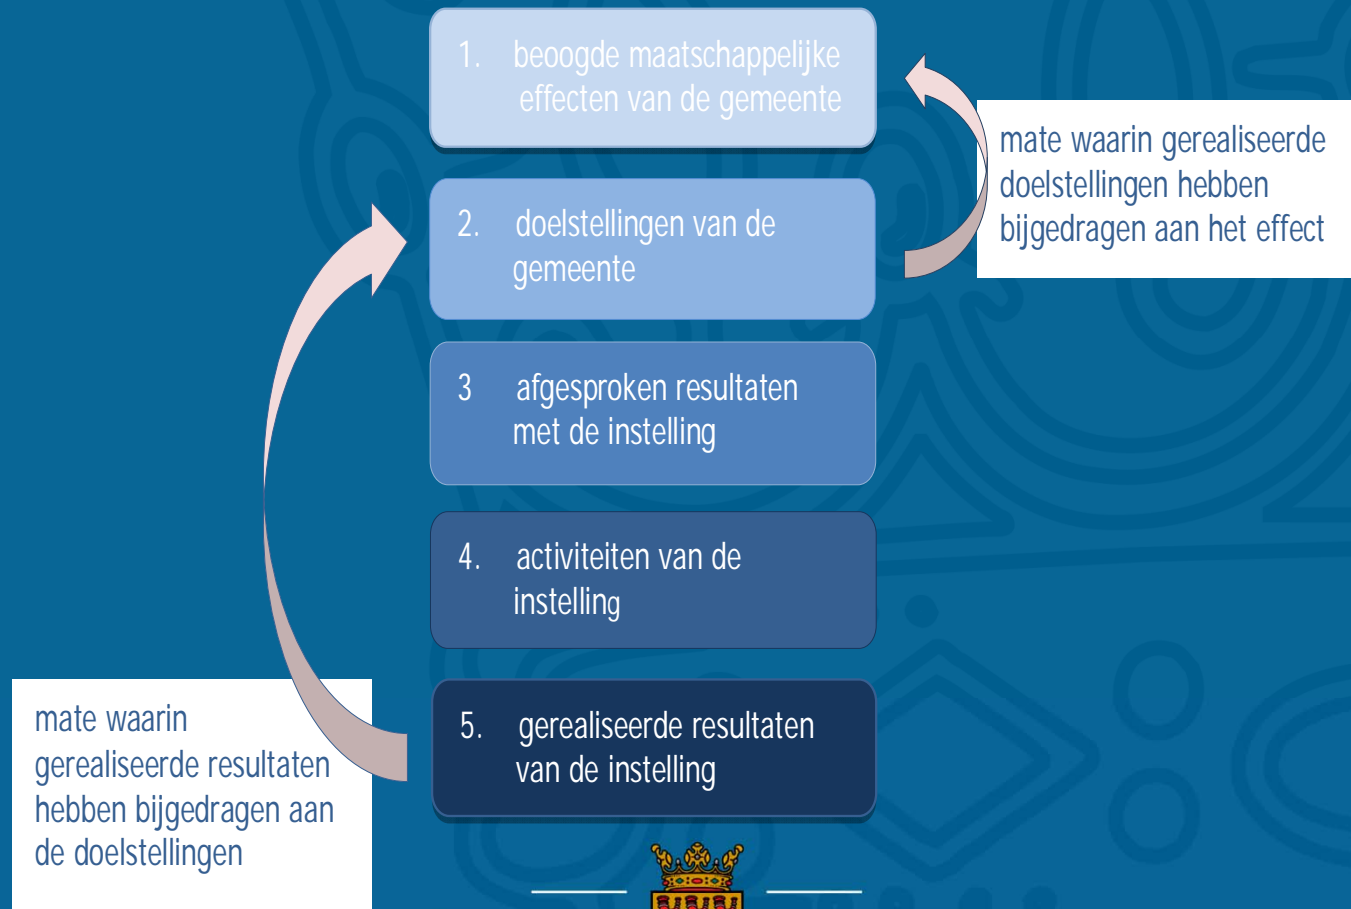 1. beoogde maatschappelijke
effecten van de gemeente
mate waarin gerealiseerde
doelstellingen hebben
bijgedragen aan het effect
2. doelstellingen van de
gemeente
3 afgesproken resultaten
met de instelling
4. activiteiten van de
instelling
5. gerealiseerde resultaten
van de instelling
mate waarin
gerealiseerde resultaten
hebben bijgedragen aan
de doelstellingen